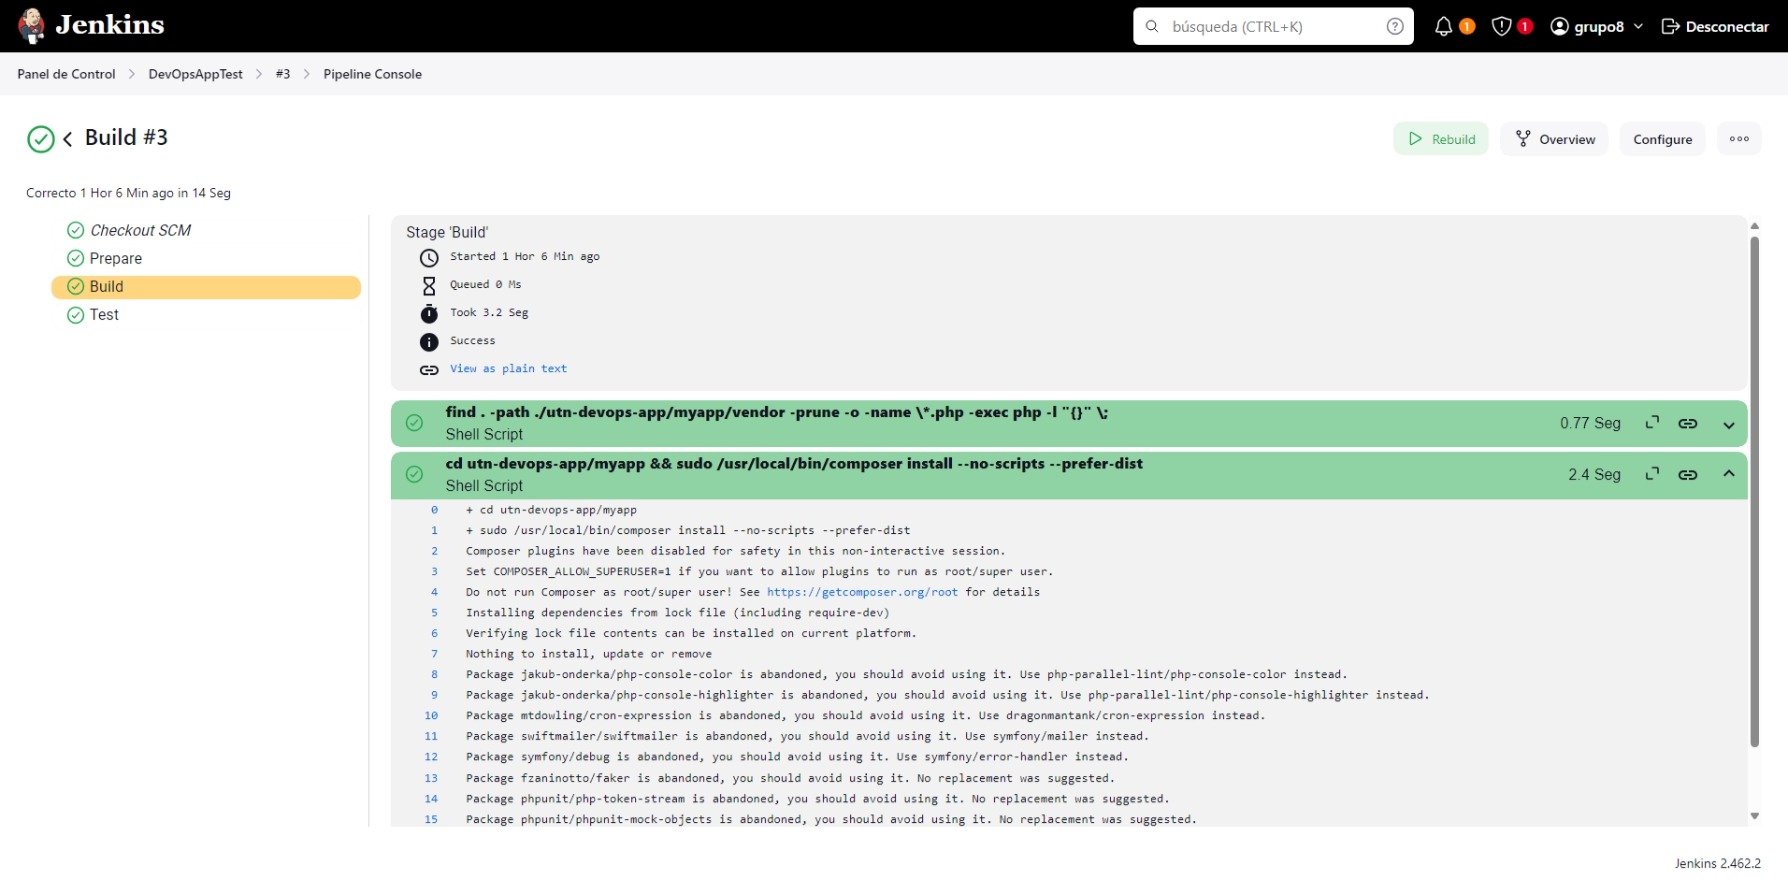 Jenkins
búsqueda (CTRL+K)
1
1
grupo8
Desconectar
Panel de Control
DevOpsAppTest
#3
Pipeline Console
Build #3
Rebuild
Overview
Configure
Correcto 1 Hor 6 Min ago in 14 Seg
Checkout SCM
Prepare
Build
Test
Stage 'Build'
Started 1 Hor 6 Min ago
Queued 0 Ms
Took 3.2 Seg
Success
View as plain text
find . -path ./utn-devops-app/myapp/vendor -prune -o -name \*.php -exec php -l "{}" \;
Shell Script
0.77 Seg
cd utn-devops-app/myapp && sudo /usr/local/bin/composer install --no-scripts --prefer-dist
Shell Script
2.4 Seg
0 + cd utn-devops-app/myapp
1 + sudo /usr/local/bin/composer install --no-scripts --prefer-dist
2 Composer plugins have been disabled for safety in this non-interactive session.
3 Set COMPOSER_ALLOW_SUPERUSER=1 if you want to allow plugins to run as root/super user.
4 Do not run Composer as root/super user! See https://getcomposer.org/root for details
5 Installing dependencies from lock file (including require-dev)
6 Verifying lock file contents can be installed on current platform.
7 Nothing to install, update or remove
8 Package jakub-onderka/php-console-color is abandoned, you should avoid using it. Use php-parallel-lint/php-console-color instead.
9 Package jakub-onderka/php-console-highlighter is abandoned, you should avoid using it. Use php-parallel-lint/php-console-highlighter instead.
10 Package mtdowling/cron-expression is abandoned, you should avoid using it. Use dragonmantank/cron-expression instead.
11 Package swiftmailer/swiftmailer is abandoned, you should avoid using it. Use symfony/mailer instead.
12 Package symfony/debug is abandoned, you should avoid using it. Use symfony/error-handler instead.
13 Package fzaninotto/faker is abandoned, you should avoid using it. No replacement was suggested.
14 Package phpunit/php-token-stream is abandoned, you should avoid using it. No replacement was suggested.
15 Package phpunit/phpunit-mock-objects is abandoned, you should avoid using it. No replacement was suggested.
Jenkins 2.462.2